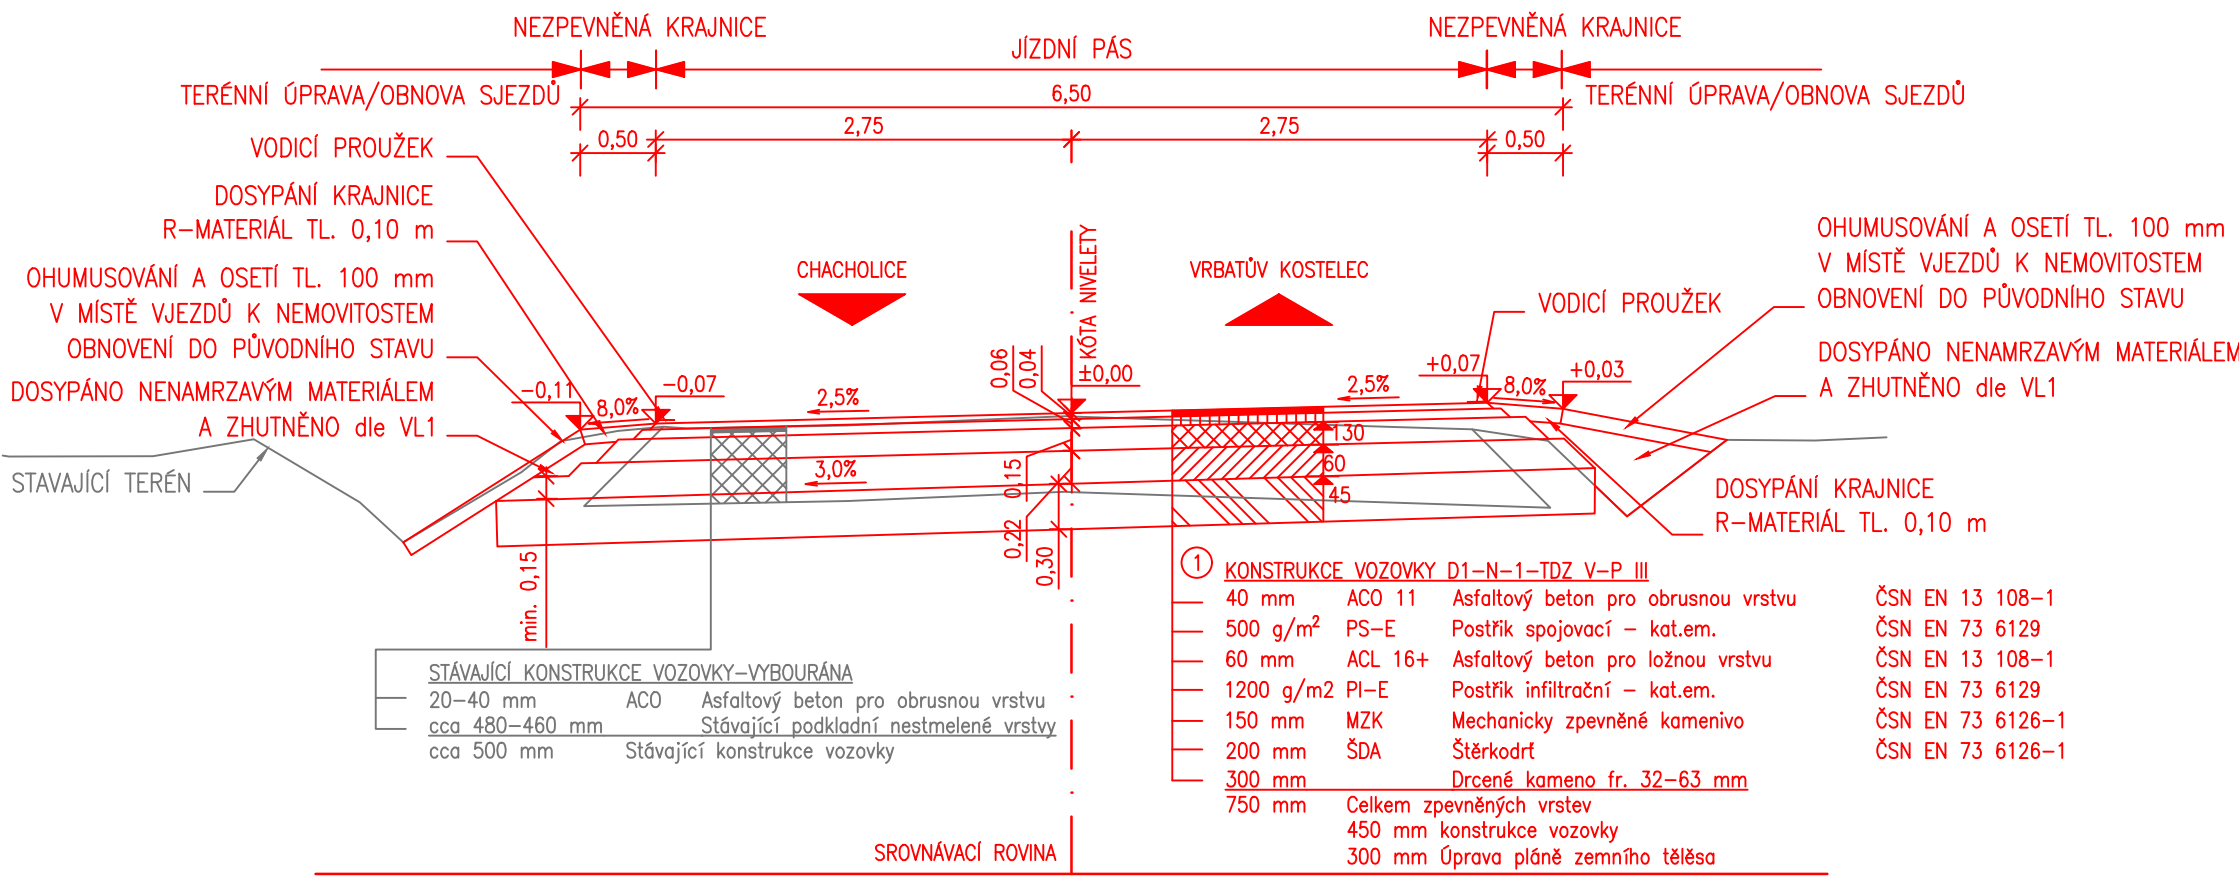 NEZPEVNĚNÁ KRAJNICE
JÍZDNÍ PÁS
NEZPEVNĚNÁ KRAJNICE
TERÉNNÍ ÚPRAVA/OBNOVA SJEZDŮ
6,50
TERÉNNÍ ÚPRAVA/OBNOVA SJEZDŮ
0,50
2,75
2,75
0,50
VODICÍ PROUŽEK
DOSYPÁNÍ KRAJNICE
R-MATERIÁL TL. 0,10 m
OHUMUSOVÁNÍ A OSETÍ TL. 100 mm
V MÍSTĚ VJEZDŮ K NEMOVITOSTEM
OBNOVENÍ DO PŮVODNÍHO STAVU
DOSYPÁNO NENAMRZAVÝM MATERIÁLEM
A ZHUTNĚNO dle VL1
STAVAJÍCÍ TERÉN
CHACHOLICE
KÓTA NIVELETY
VRBATŮV KOSTELEC
VODICÍ PROUŽEK
OHUMUSOVÁNÍ A OSETÍ TL. 100 mm
V MÍSTĚ VJEZDŮ K NEMOVITOSTEM
OBNOVENÍ DO PŮVODNÍHO STAVU
DOSYPÁNO NENAMRZAVÝM MATERIÁLEM
A ZHUTNĚNO dle VL1
DOSYPÁNÍ KRAJNICE
R-MATERIÁL TL. 0,10 m
-0,11
8,0%
-0,07
2,5%
0,06
0,04
±0,00
2,5%
+0,07
8,0%
+0,03
3,0%
0,15
0,22
0,30
min. 0,15
130
60
45
1
KONSTRUKCE VOZOVKY D1-N-1-TDZ V-P III
40 mm ACO 11 Asfaltový beton pro obrusnou vrstvu ČSN EN 13 108-1
500 g/m² PS-E Postřik spojovací - kat.em. ČSN EN 73 6129
60 mm ACL 16+ Asfaltový beton pro ložnou vrstvu ČSN EN 13 108-1
1200 g/m2 PI-E Postřik infiltrační - kat.em. ČSN EN 73 6129
150 mm MZK Mechanicky zpevněné kamenivo ČSN EN 73 6126-1
200 mm ŠDA Štěrkodrť ČSN EN 73 6126-1
300 mm Drcené kameno fr. 32-63 mm
750 mm Celkem zpevněných vrstev
450 mm konstrukce vozovky
300 mm Úprava pláně zemního tělěsa
STÁVAJÍCÍ KONSTRUKCE VOZOVKY-VYBOURÁNA
20-40 mm ACO Asfaltový beton pro obrusnou vrstvu
cca 480-460 mm Stávající podkladní nestmelené vrstvy
cca 500 mm Stávající konstrukce vozovky
SROVNÁVACÍ ROVINA